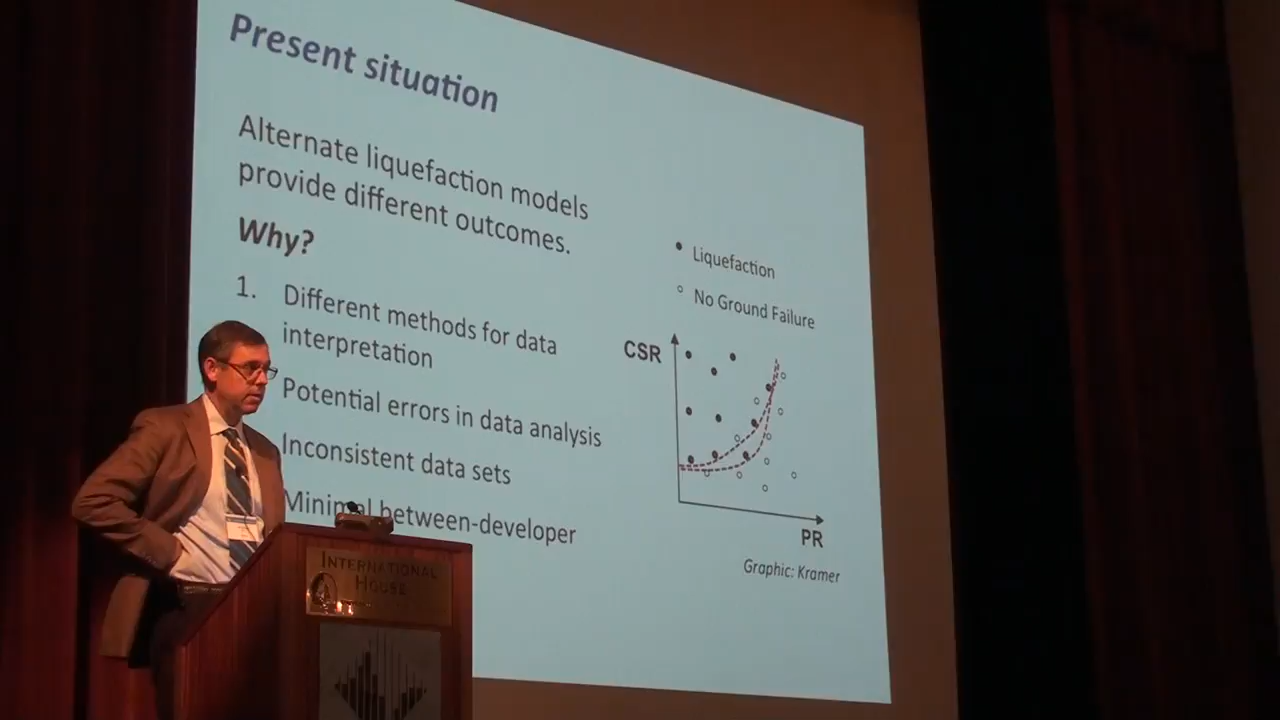 Present situation
Alternate liquefaction models
provide different outcomes.
Why?
1. Different methods for data
interpretation
Potential errors in data analysis
Inconsistent data sets
Minimal between-developer
Liquefaction
No Ground Failure
CSR
PR
Graphic: Kramer
INTERNATIONAL
HOUSE